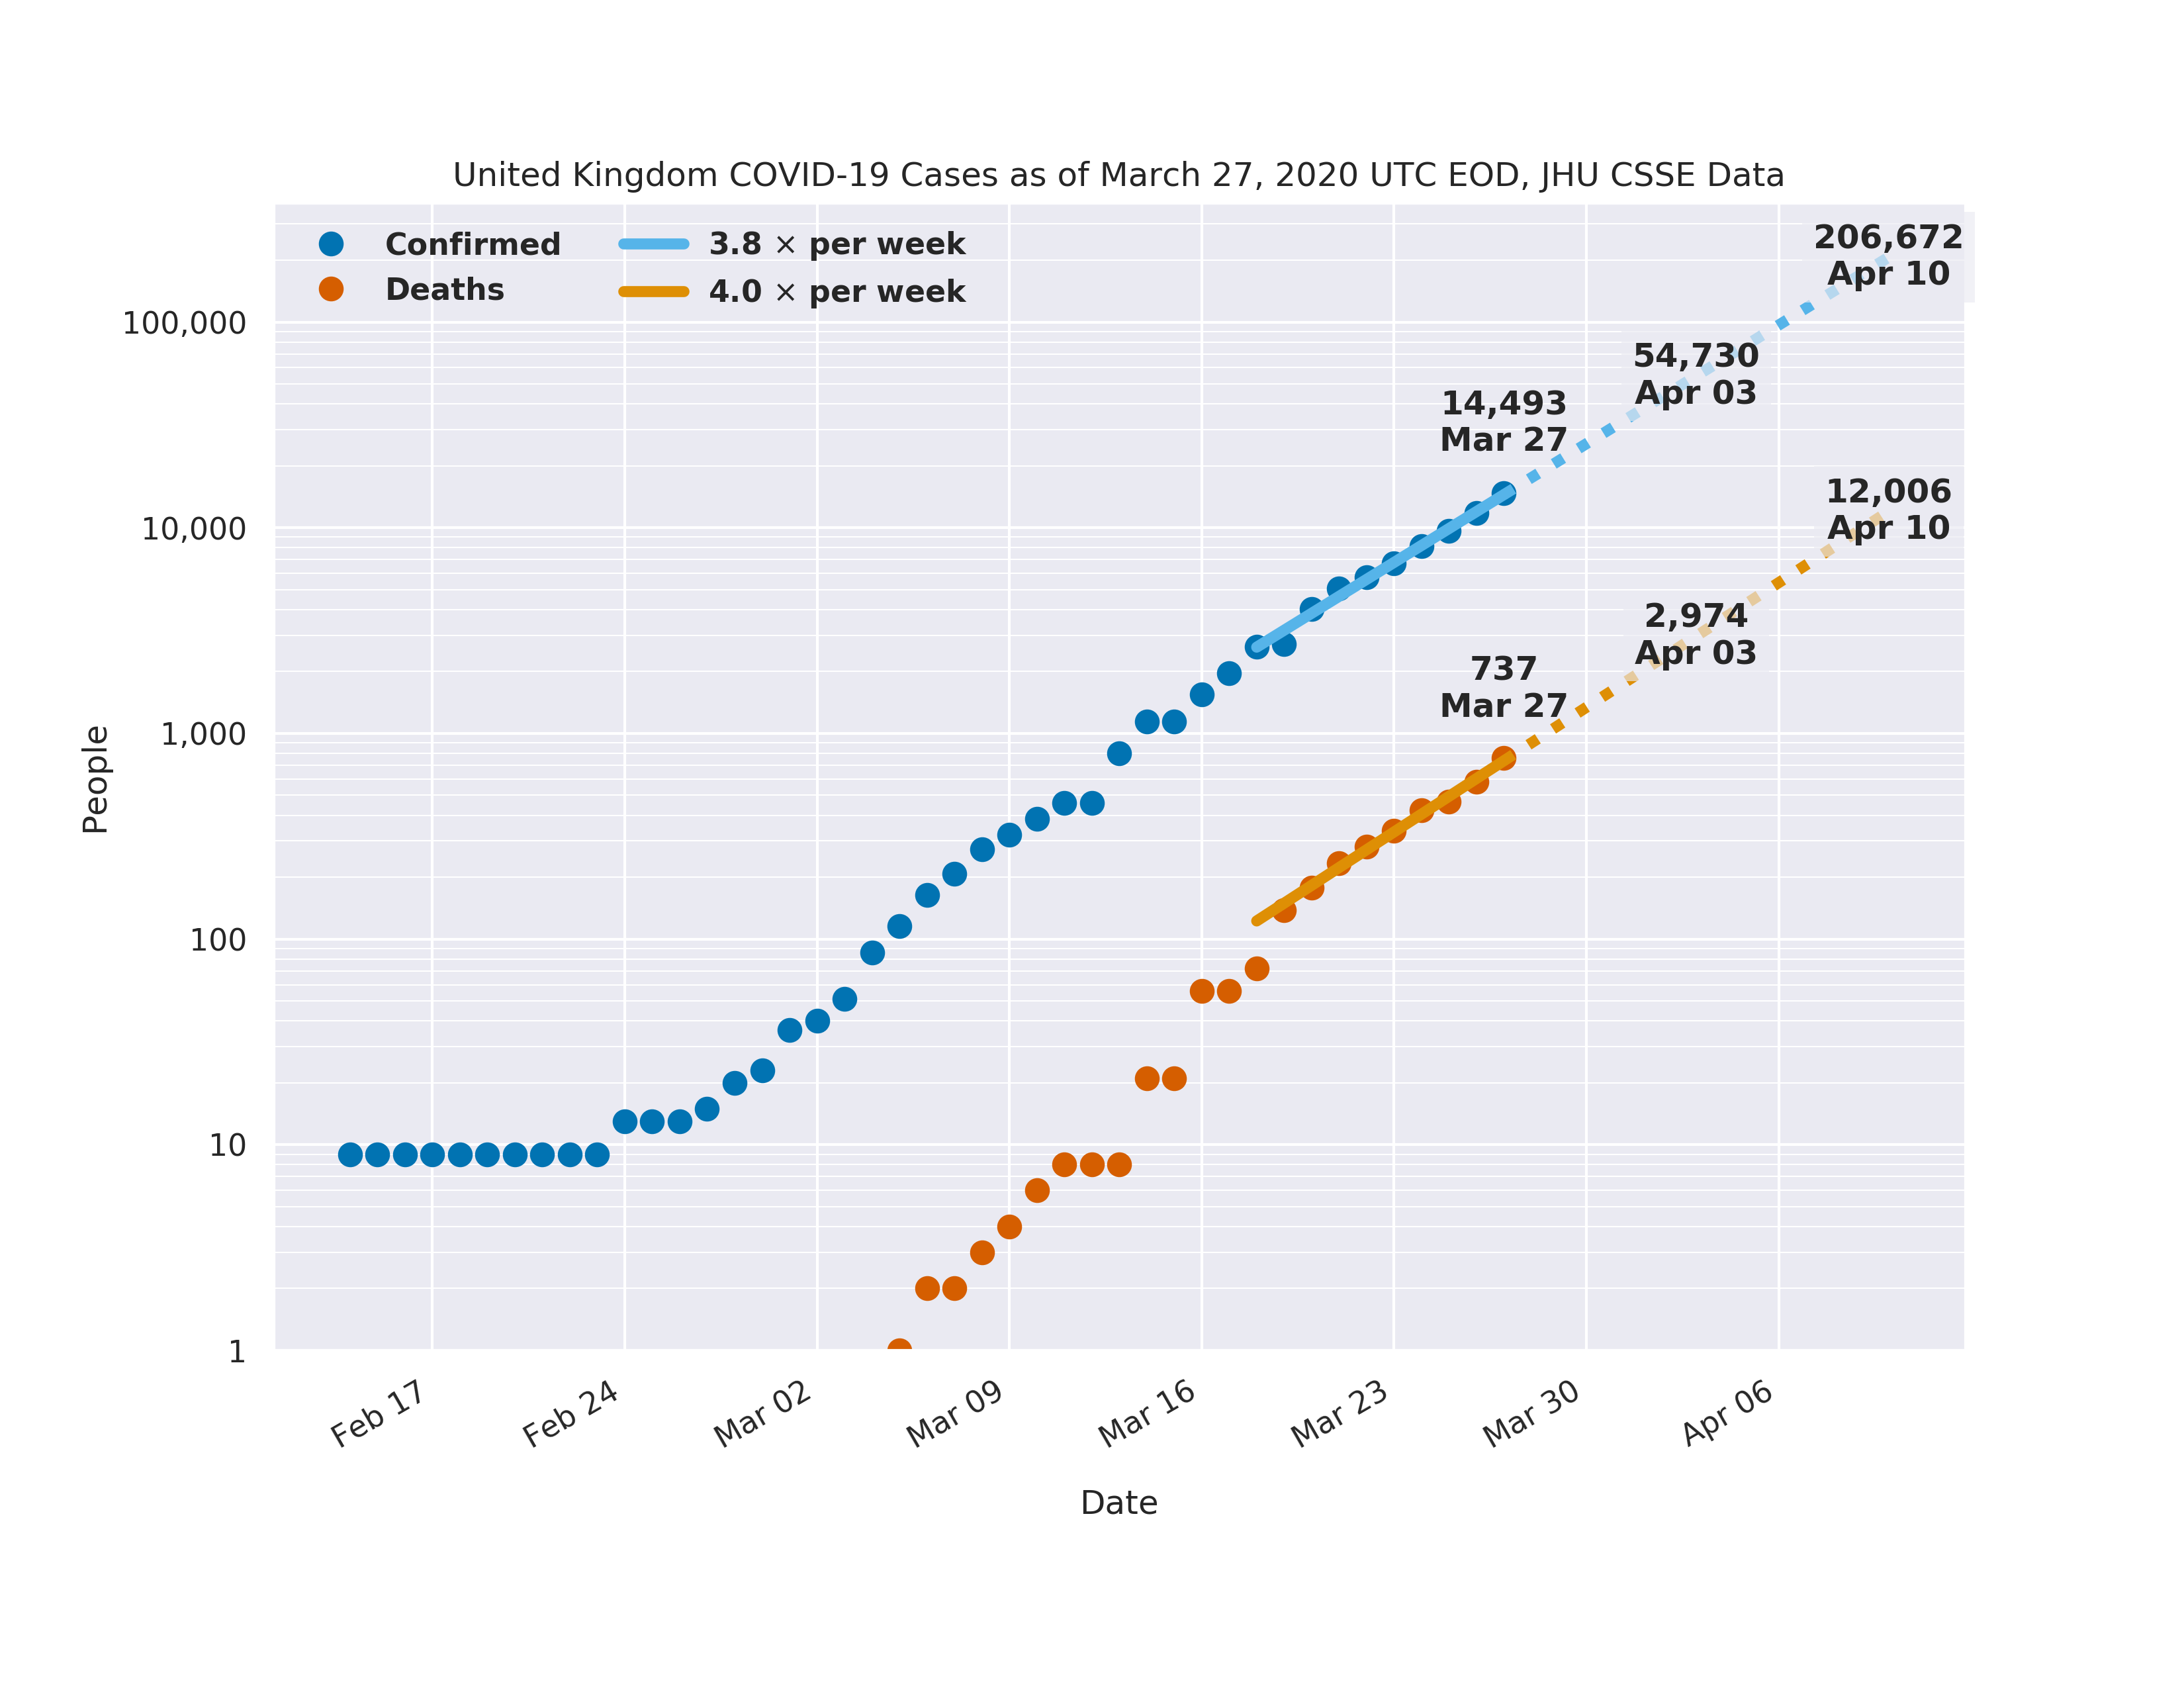 United Kingdom COVID-19 Cases as of March 27, 2020 UTC EOD, JHU CSSE Data
Confirmed
Deaths
3.8 × per week
4.0 × per week
206,672
Apr 10
54,730
Apr 03
14,493
Mar 27
12,006
Apr 10
2,974
Apr 03
737
Mar 27
People
100,000
10,000
1,000
100
10
1
Feb 17
Feb 24
Mar 02
Mar 09
Mar 16
Mar 23
Mar 30
Apr 06
Date